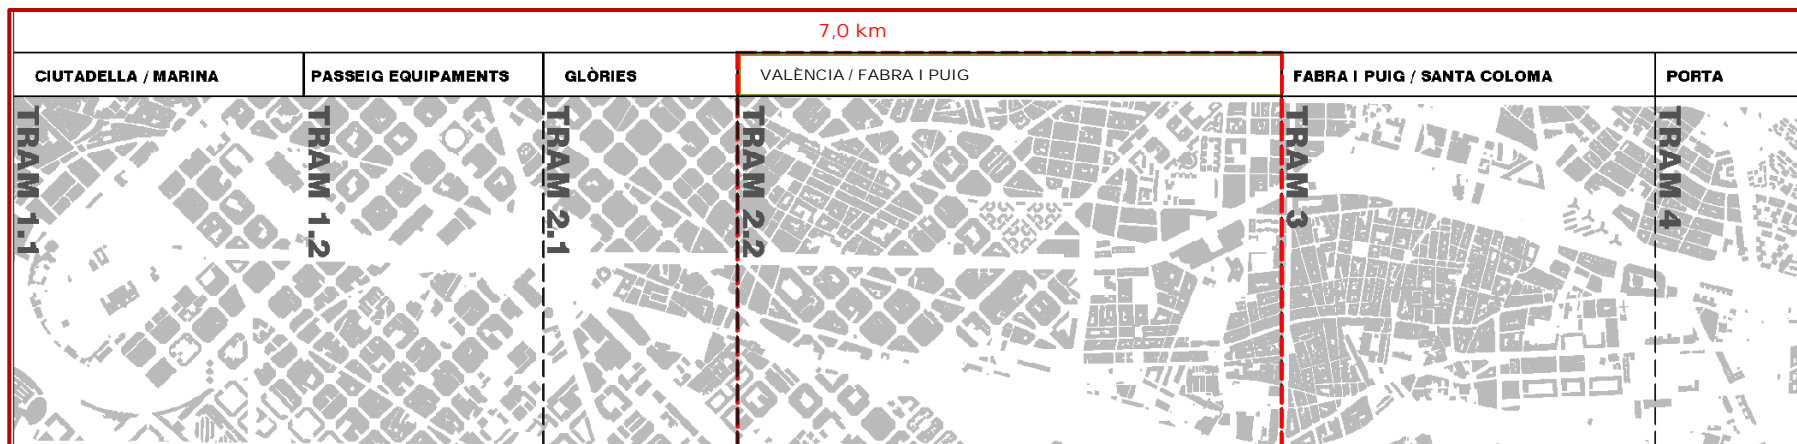 7,0 km
CIUTADELLA / MARINA
PASSEIG EQUIPAMENTS
GLÒRIES
VALÈNCIA / FABRA I PUIG
FABRA I PUIG / SANTA COLOMA
PORTA
TRAM 1.1
TRAM 1.2
TRAM 2.1
TRAM 2.2
TRAM 3
TRAM 4